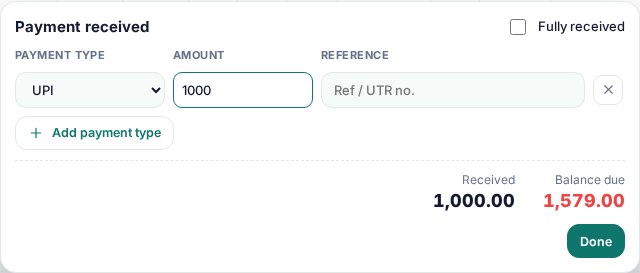 Payment received
Fully received
PAYMENT TYPE AMOUNT REFERENCE
UPI 1000 Ref / UTR no.
Add payment type
Received Balance due
1,000.00 1,579.00
Done